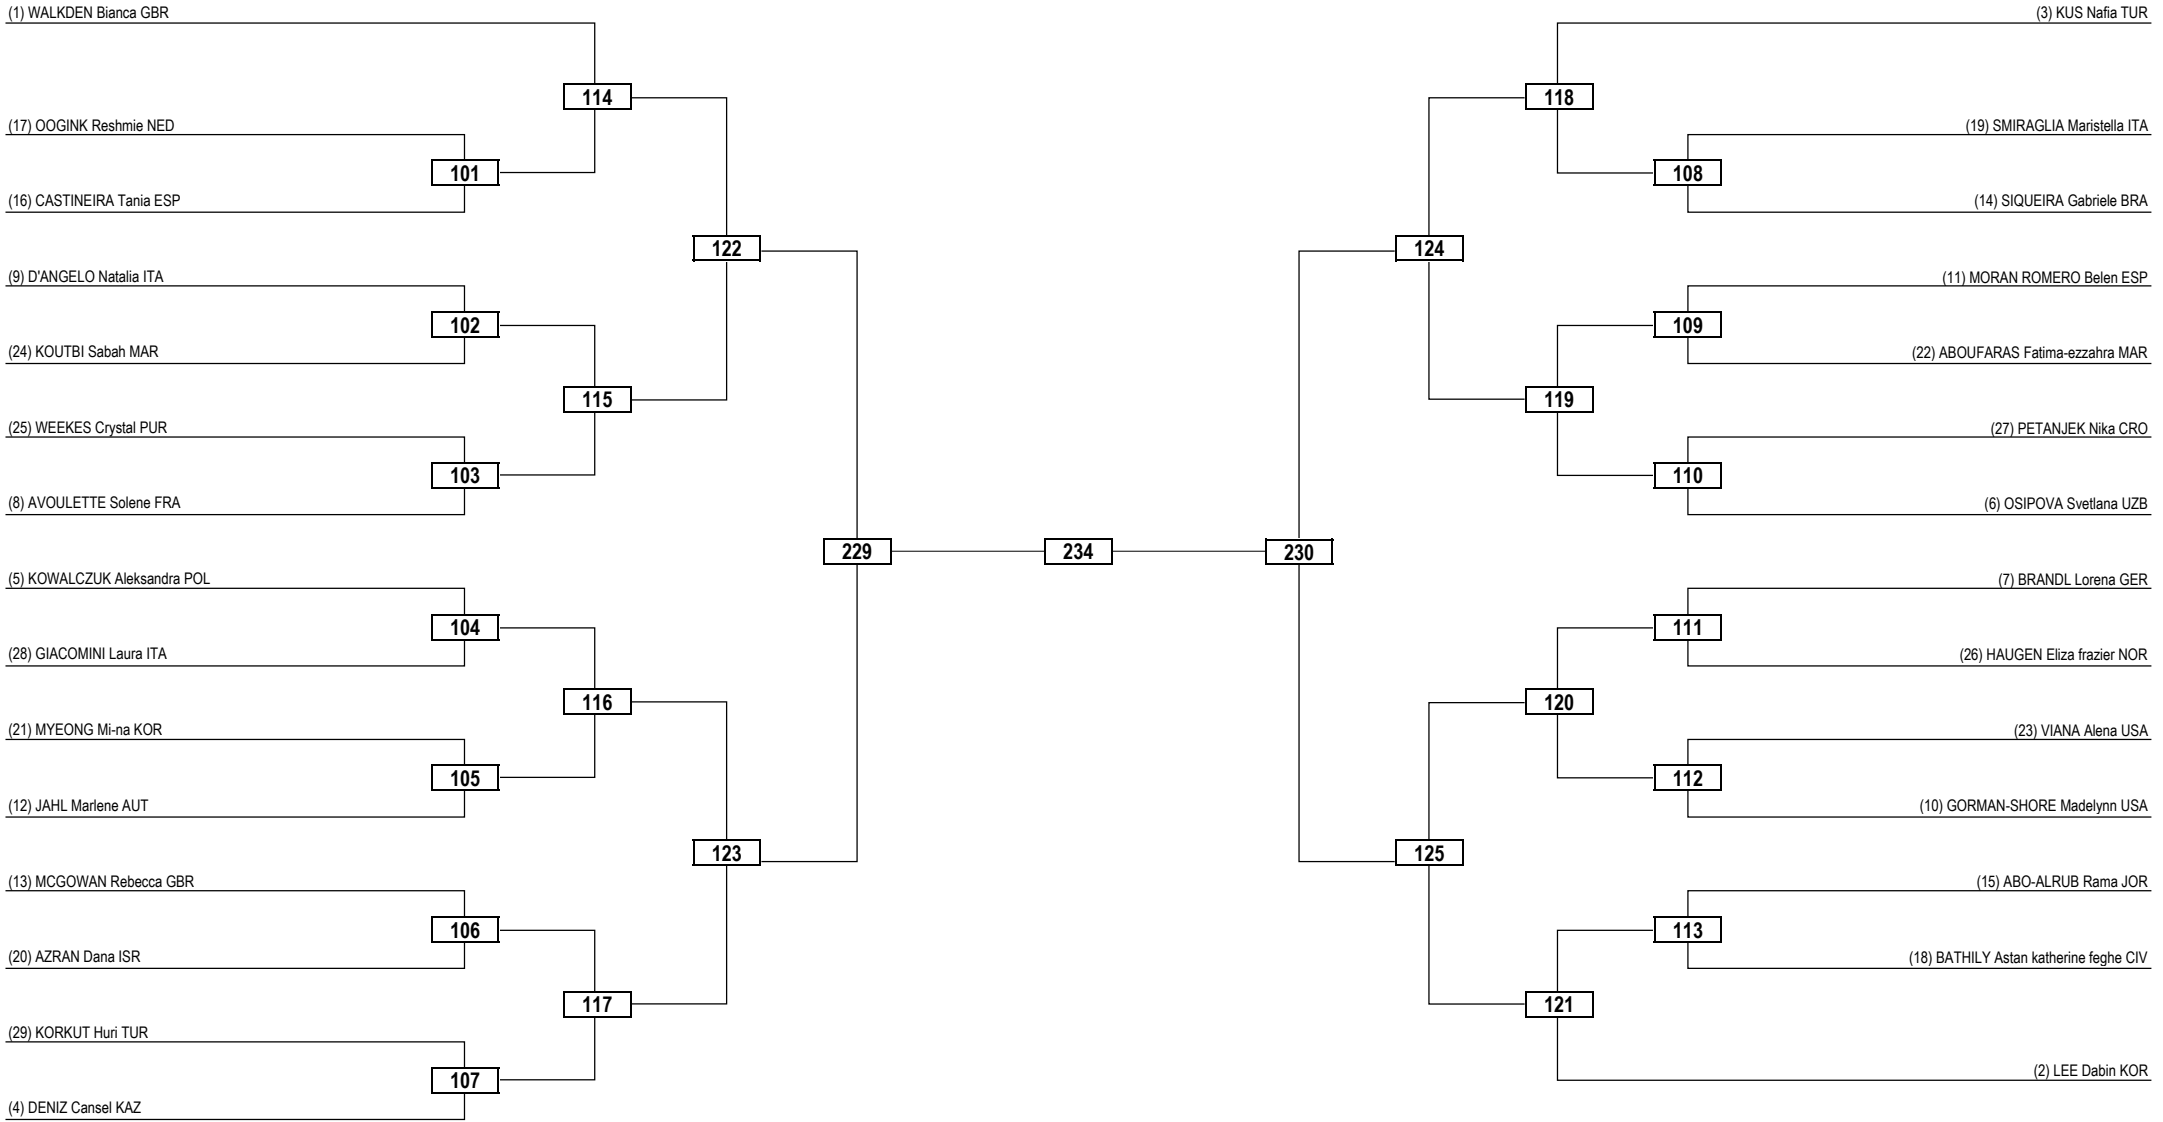 (1) WALKDEN Bianca GBR
(3) KUS Nafia TUR
114
118
(17) OOGINK Reshmie NED
(19) SMIRAGLIA Maristella ITA
101
108
(16) CASTINEIRA Tania ESP
(14) SIQUEIRA Gabriele BRA
122
124
(9) D'ANGELO Natalia ITA
(11) MORAN ROMERO Belen ESP
102
109
(24) KOUTBI Sabah MAR
(22) ABOUFARAS Fatima-ezzahra MAR
115
119
(25) WEEKES Crystal PUR
(27) PETANJEK Nika CRO
103
110
(8) AVOULETTE Solene FRA
(6) OSIPOVA Svetlana UZB
229
234
230
(5) KOWALCZUK Aleksandra POL
(7) BRANDL Lorena GER
104
111
(28) GIACOMINI Laura ITA
(26) HAUGEN Eliza frazier NOR
116
120
(21) MYEONG Mi-na KOR
(23) VIANA Alena USA
105
112
(12) JAHL Marlene AUT
(10) GORMAN-SHORE Madelynn USA
123
125
(13) MCGOWAN Rebecca GBR
(15) ABO-ALRUB Rama JOR
106
113
(20) AZRAN Dana ISR
(18) BATHILY Astan katherine feghe CIV
117
121
(29) KORKUT Huri TUR
107
(2) LEE Dabin KOR
(4) DENIZ Cansel KAZ